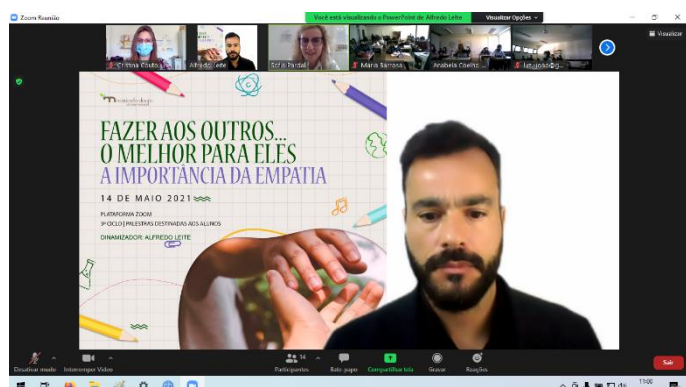 Zoom Reunião
Você está visualizando o PowerPoint de Alfredo Leite
Visualizar Opções
Visualizar
Cristina Couto
Alfredo Leite
Sofia Pardal
Maria Barrosa
Anabela Coelho
FAZER AOS OUTROS...
O MELHOR PARA ELES
A IMPORTÂNCIA DA EMPATIA
14 DE MAIO 2021
PLATAFORMA ZOOM
3º CICLO | PALESTRAS DESTINADAS AOS ALUNOS
DINAMIZADOR: ALFREDO LEITE
Desativar mudo
Interromper Vídeo
Participantes
14
Bate-papo
Compartilhar tela
Gravar
Reações
Sair
11:00